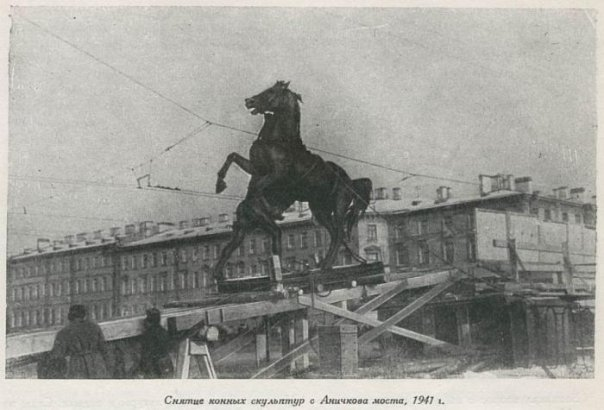 Снятие конных скульптур с Аничкова моста, 1941 г.